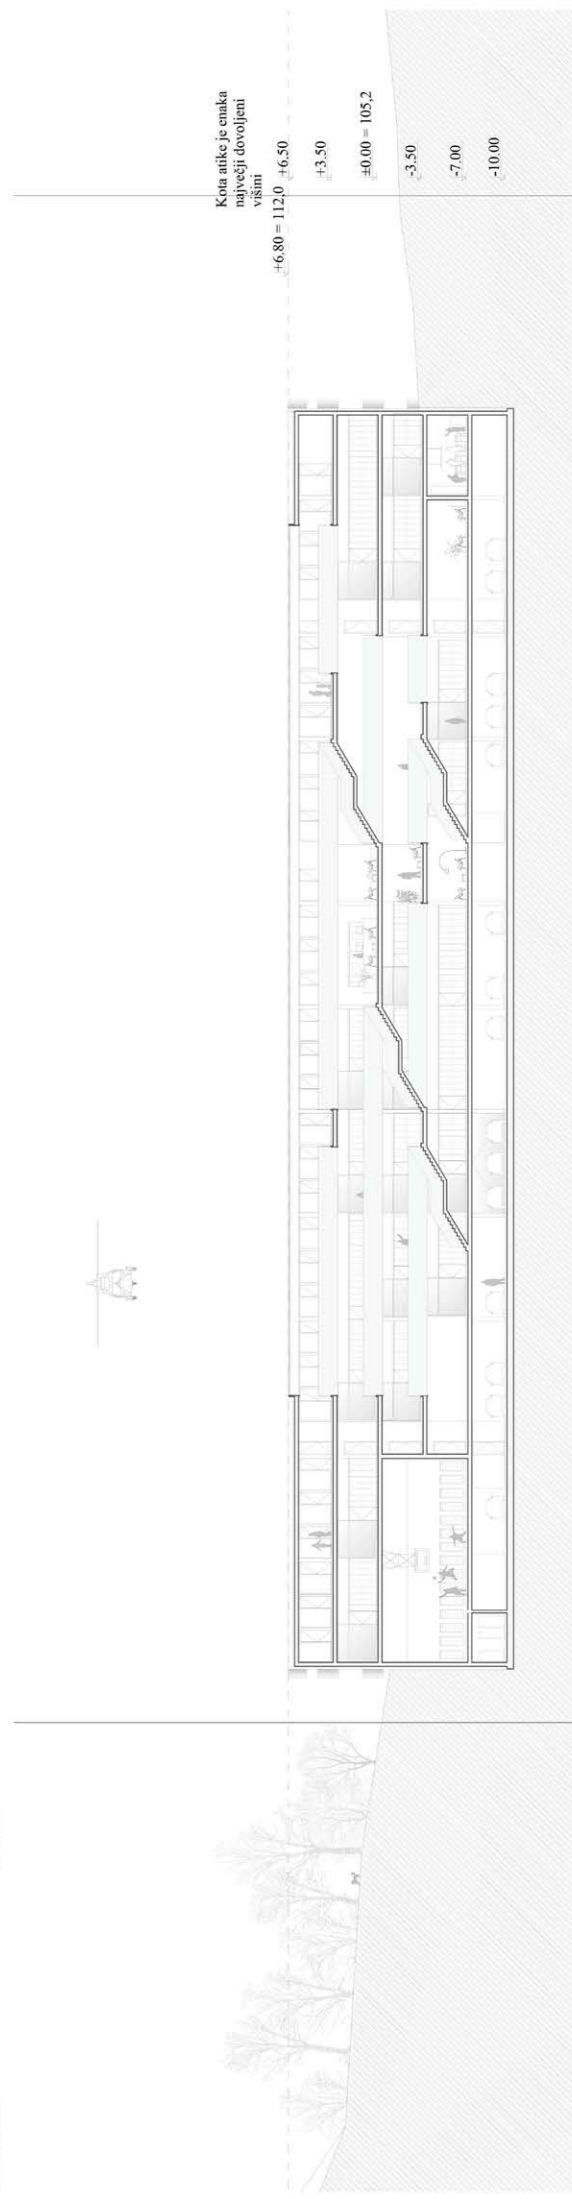 Kota atike je enaka
največji dovoljeni
višini
+6.80 = 112,0
+6.50
+3.50
±0.00 = 105,2
-3.50
-7.00
-10.00